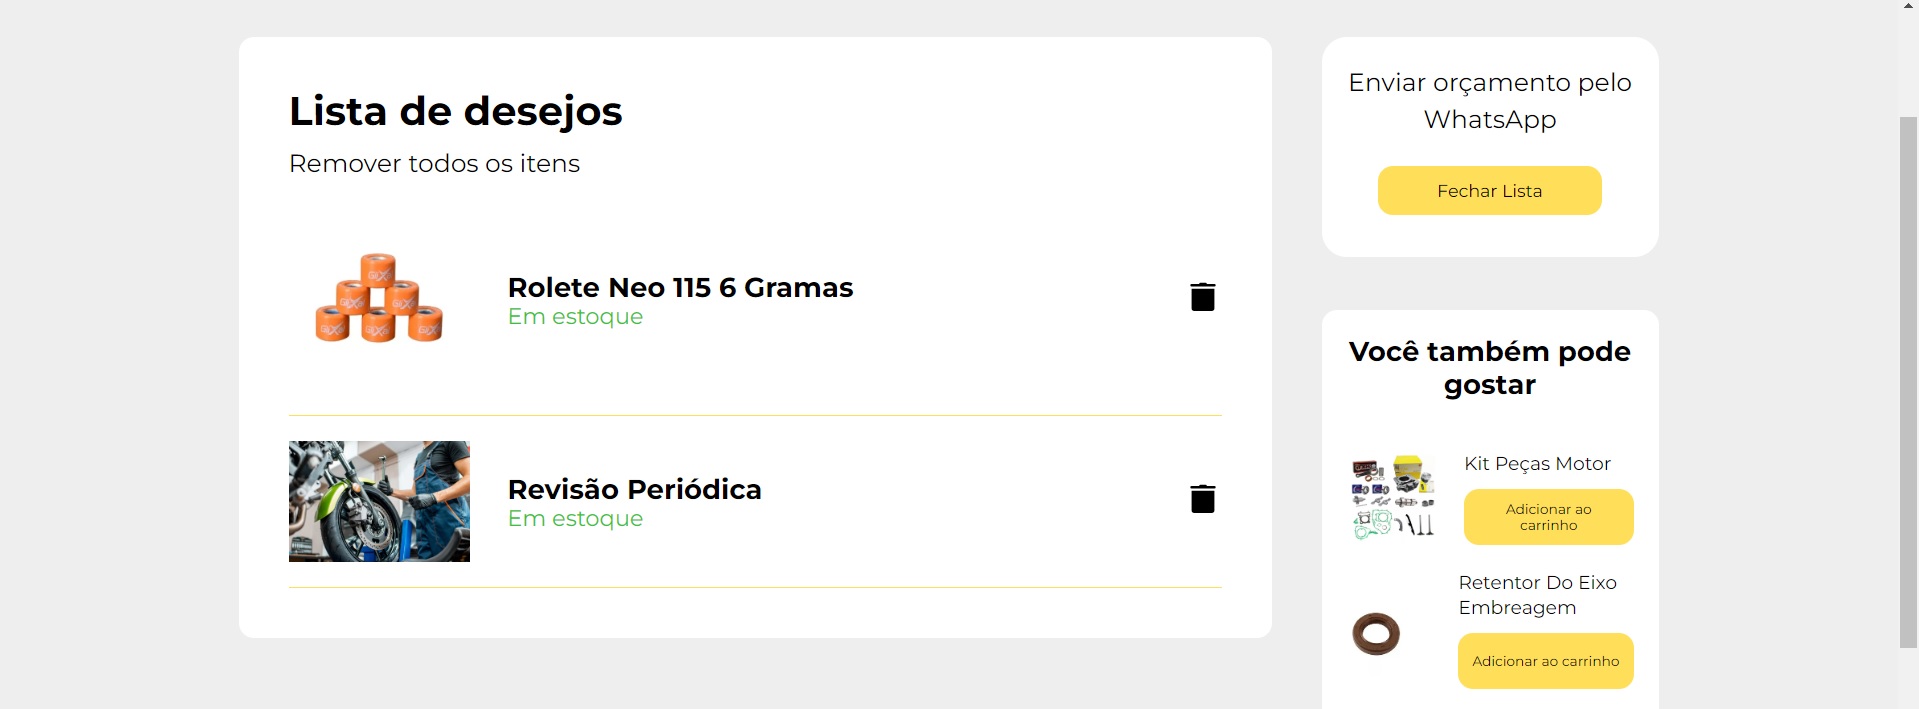 Lista de desejos
Remover todos os itens
Rolete Neo 115 6 Gramas
Em estoque
Revisão Periódica
Em estoque
Enviar orçamento pelo
WhatsApp
Fechar Lista
Você também pode
gostar
Kit Peças Motor
Adicionar ao
carrinho
Retentor Do Eixo
Embreagem
Adicionar ao carrinho